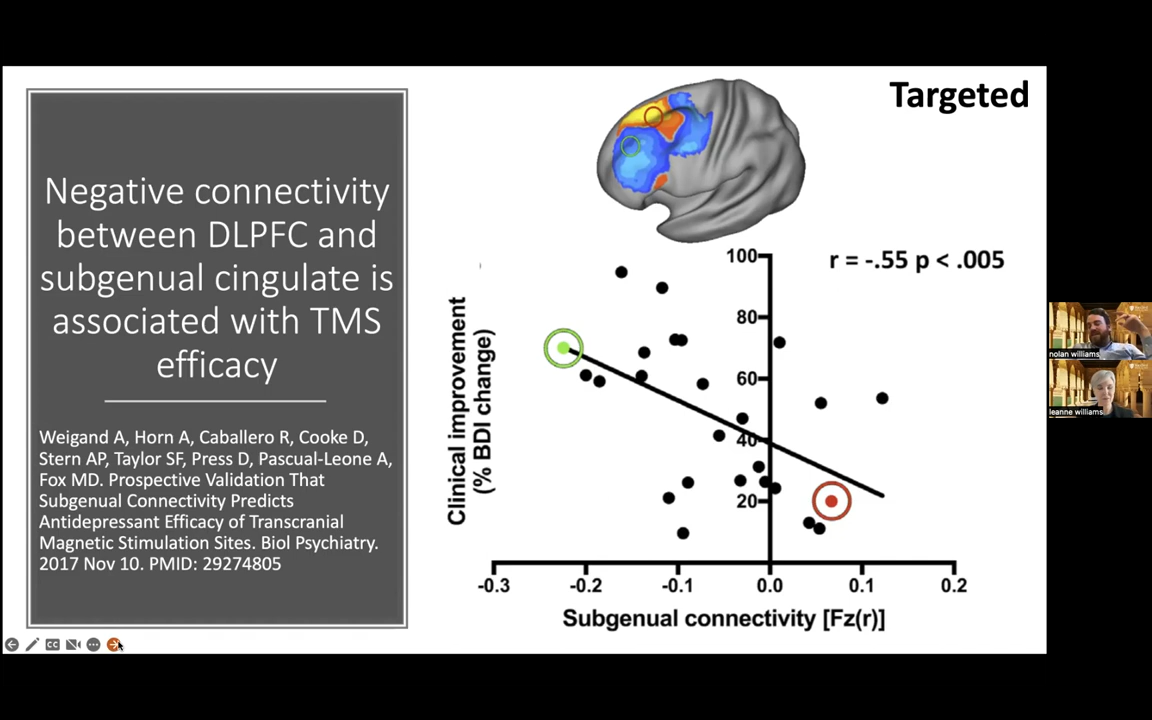 Targeted
Negative connectivity
between DLPFC and
subgenual cingulate is
associated with TMS
efficacy
Weigand A, Horn A, Caballero R, Cooke D,
Stern AP, Taylor SF, Press D, Pascual-Leone A,
Fox MD. Prospective Validation That
Subgenual Connectivity Predicts
Antidepressant Efficacy of Transcranial
Magnetic Stimulation Sites. Biol Psychiatry.
2017 Nov 10. PMID: 29274805
r = -.55 p < .005
Clinical improvement
(% BDI change)
100
80
60
40
20
-0.3 -0.2 -0.1 0.0 0.1 0.2
Subgenual connectivity [Fz(r)]
nolan williams
leanne williams
CC